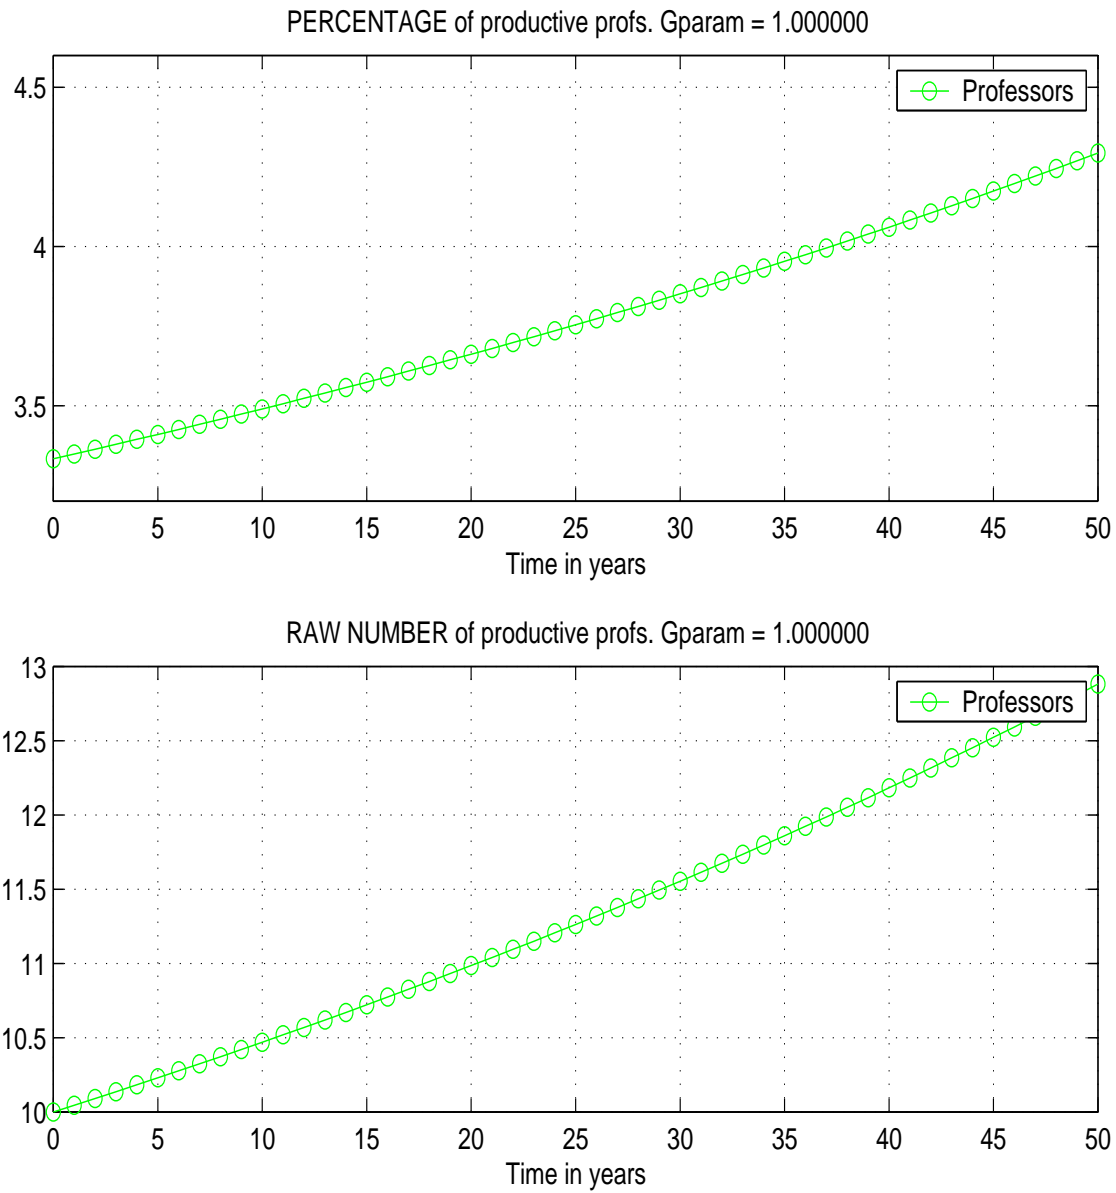 PERCENTAGE of productive profs. Gparam = 1.000000
4.5
4
3.5
Professors
0 5 10 15 20 25 30 35 40 45 50
Time in years
RAW NUMBER of productive profs. Gparam = 1.000000
13
12.5
12
11.5
11
10.5
10
Professors
0 5 10 15 20 25 30 35 40 45 50
Time in years